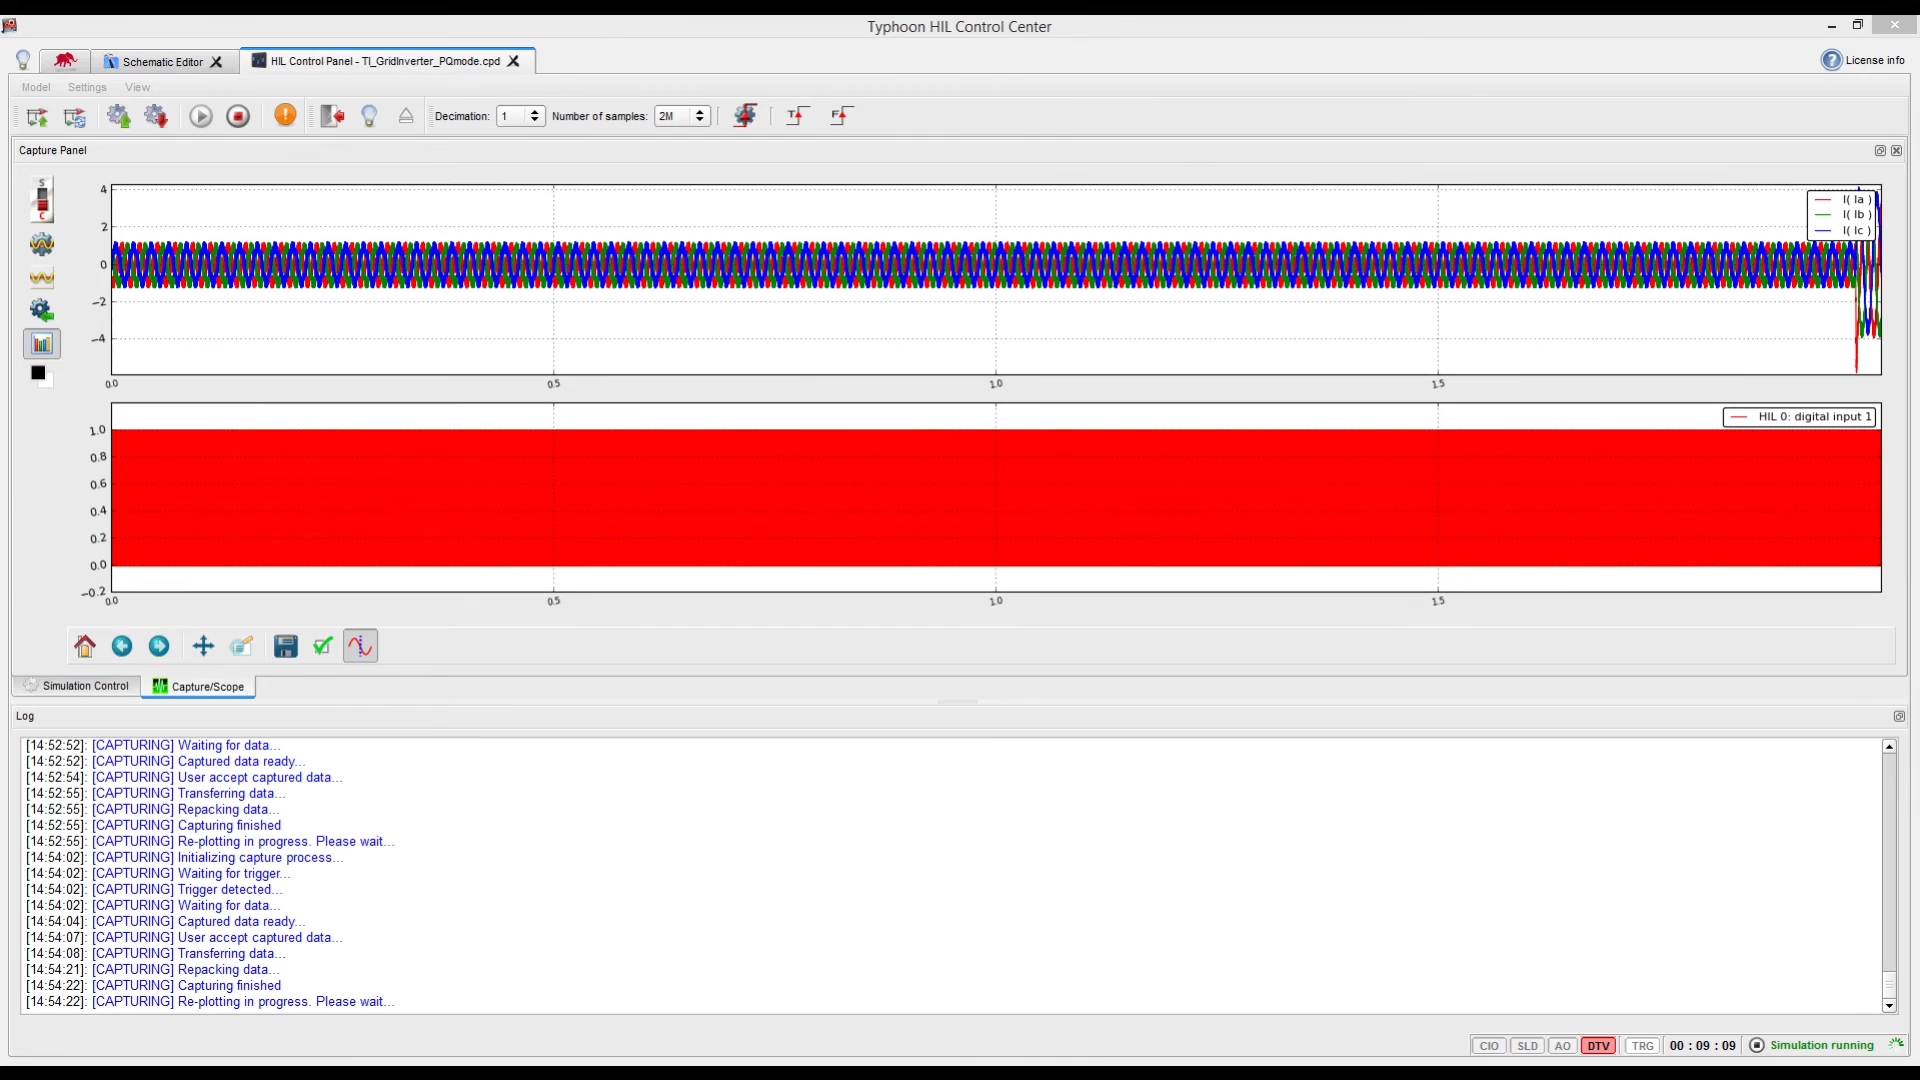 Typhoon HIL Control Center
Schematic Editor
HIL Control Panel - TI_GridInverter_PQmode.cpd
License info
Model Settings View
Decimation: 1 Number of samples: 2M
Capture Panel
S
C
4
2
0
−2
−4
0.0 0.5 1.0 1.5
I( Ia )
I( Ib )
I( Ic )
1.0
0.8
0.6
0.4
0.2
0.0
−0.2
0.0 0.5 1.0 1.5
HIL 0: digital input 1
Simulation Control
Capture/Scope
Log
[14:52:52]: [CAPTURING] Waiting for data...
[14:52:52]: [CAPTURING] Captured data ready...
[14:52:54]: [CAPTURING] User accept captured data...
[14:52:55]: [CAPTURING] Transferring data...
[14:52:55]: [CAPTURING] Repacking data...
[14:52:55]: [CAPTURING] Capturing finished
[14:52:55]: [CAPTURING] Re-plotting in progress. Please wait...
[14:54:02]: [CAPTURING] Initializing capture process...
[14:54:02]: [CAPTURING] Waiting for trigger...
[14:54:02]: [CAPTURING] Trigger detected...
[14:54:02]: [CAPTURING] Waiting for data...
[14:54:04]: [CAPTURING] Captured data ready...
[14:54:07]: [CAPTURING] User accept captured data...
[14:54:08]: [CAPTURING] Transferring data...
[14:54:21]: [CAPTURING] Repacking data...
[14:54:22]: [CAPTURING] Capturing finished
[14:54:22]: [CAPTURING] Re-plotting in progress. Please wait...
CIO SLD AO DTV TRG 00 : 09 : 09 Simulation running